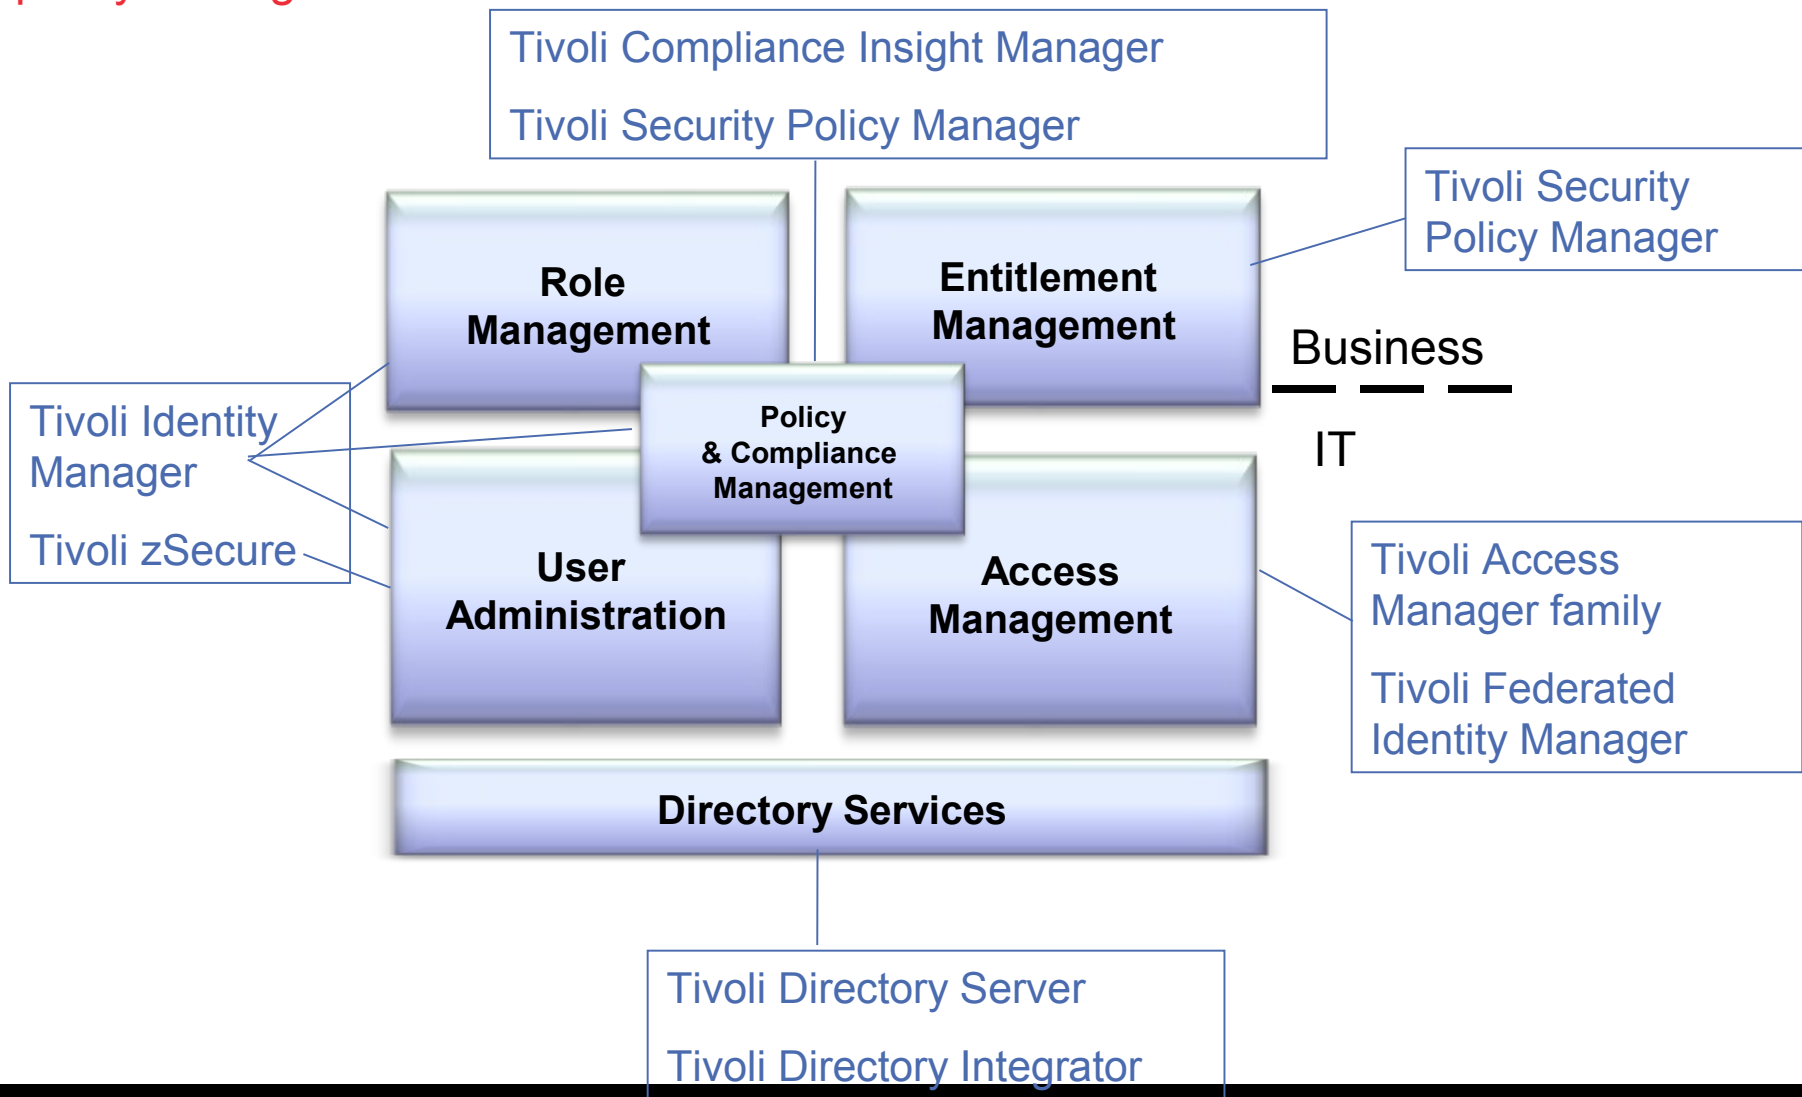 Tivoli Compliance Insight Manager
Tivoli Security Policy Manager
Tivoli Security
Policy Manager
Role
Management
Entitlement
Management
Business
IT
Policy
& Compliance
Management
Tivoli Identity
Manager
Tivoli zSecure
User
Administration
Access
Management
Tivoli Access
Manager family
Tivoli Federated
Identity Manager
Directory Services
Tivoli Directory Server
Tivoli Directory Integrator